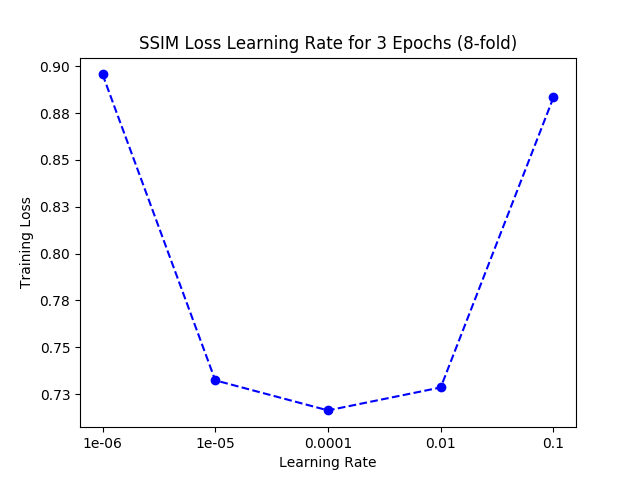 SSIM Loss Learning Rate for 3 Epochs (8-fold)
0.90
0.88
0.85
0.83
0.80
0.78
0.75
0.73
Training Loss
1e-06 1e-05 0.0001 0.01 0.1
Learning Rate